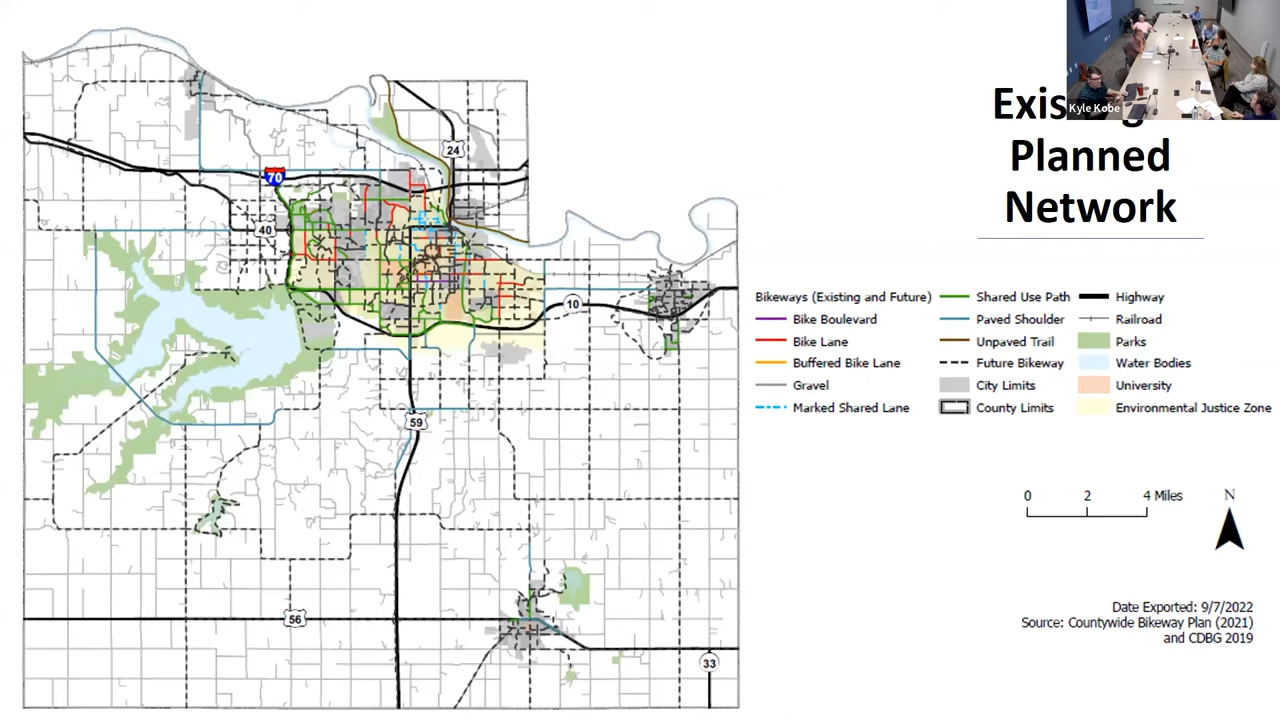 Kyle Kobe
Planned
Network
Bikeways (Existing and Future)
Bike Boulevard
Bike Lane
Buffered Bike Lane
Gravel
Marked Shared Lane
Shared Use Path
Paved Shoulder
Unpaved Trail
Future Bikeway
City Limits
County Limits
Highway
Railroad
Parks
Water Bodies
University
Environmental Justice Zone
0 2 4 Miles
N
Date Exported: 9/7/2022
Source: Countywide Bikeway Plan (2021)
and CDBG 2019
24
70
40
10
59
56
33